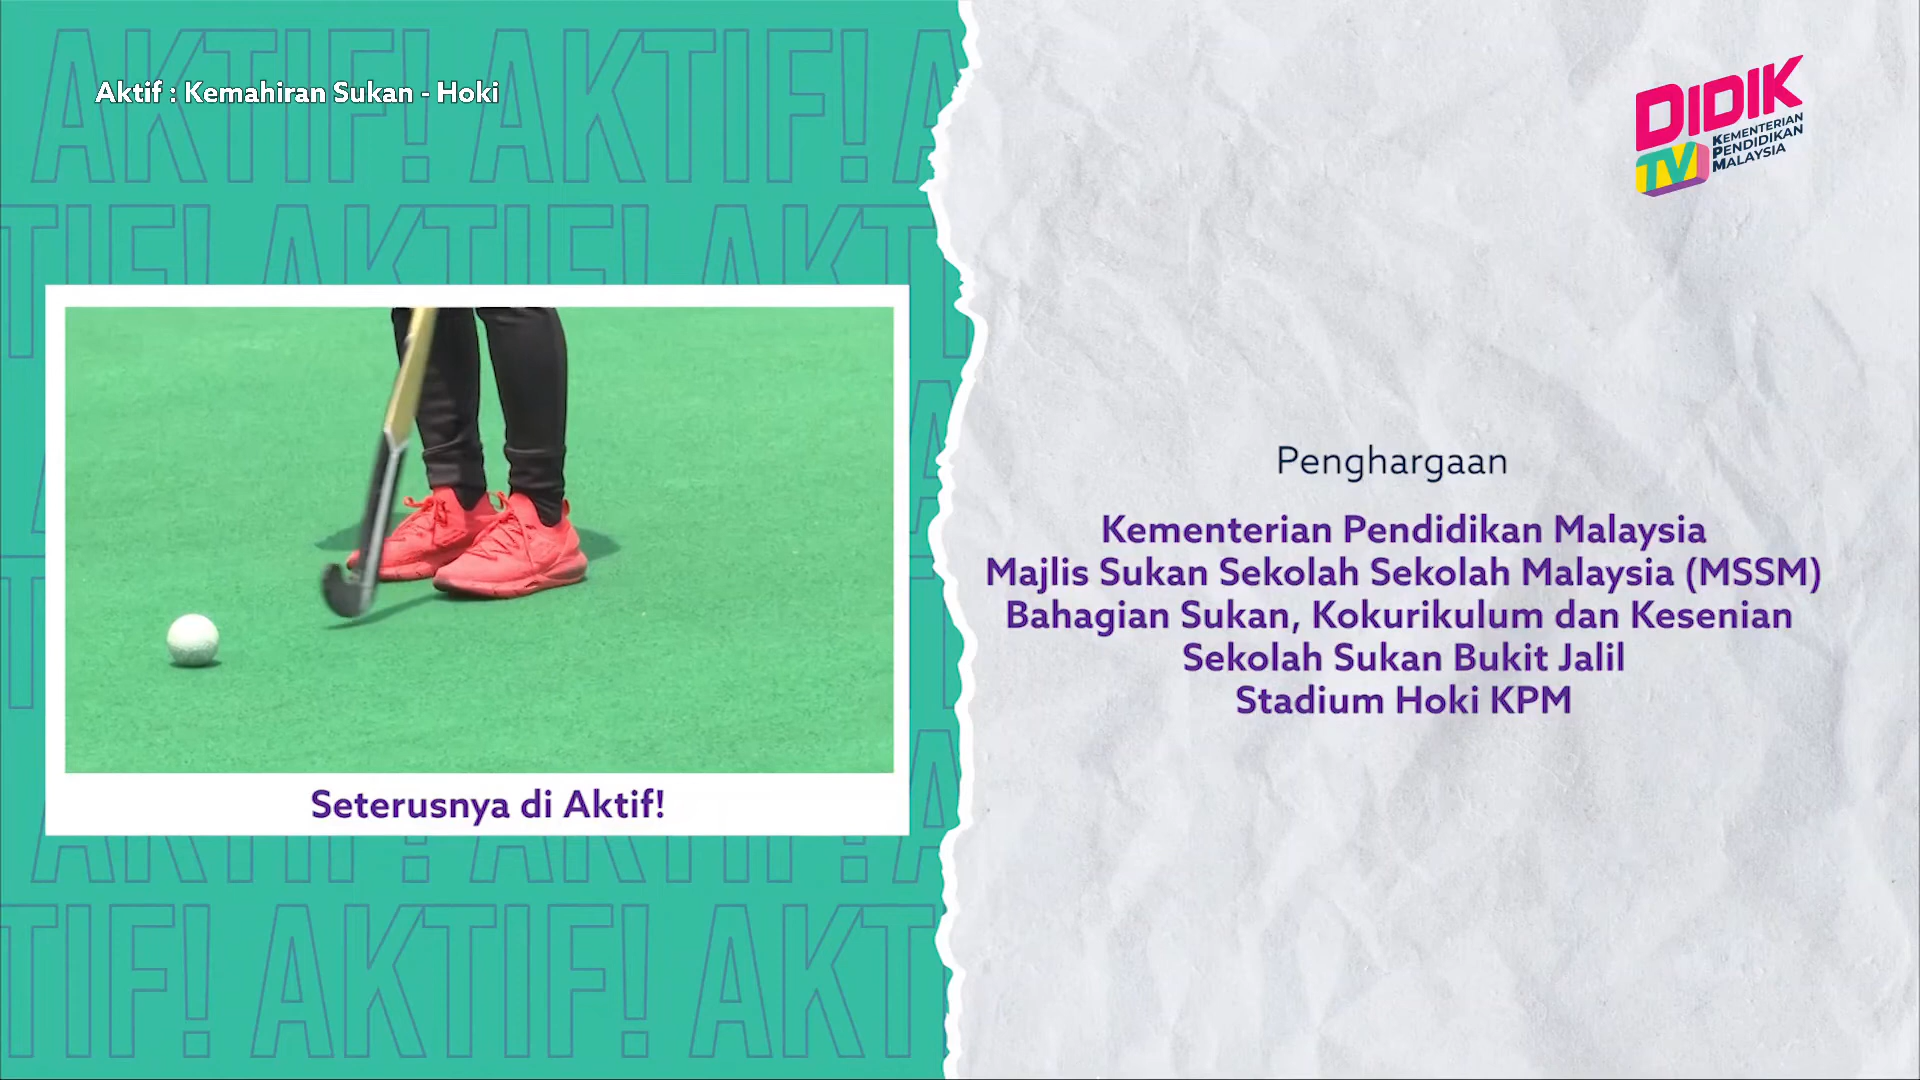 AKTIF! AKTIF! A
Aktif : Kemahiran Sukan - Hoki
TIF! AKTIF! AKT
Seterusnya di Aktif!
AKTIF! AKTIF! A
TIF! AKTIF! AKT
DIDIK
TV
KEMENTERIAN
PENDIDIKAN
MALAYSIA
Penghargaan
Kementerian Pendidikan Malaysia
Majlis Sukan Sekolah Sekolah Malaysia (MSSM)
Bahagian Sukan, Kokurikulum dan Kesenian
Sekolah Sukan Bukit Jalil
Stadium Hoki KPM